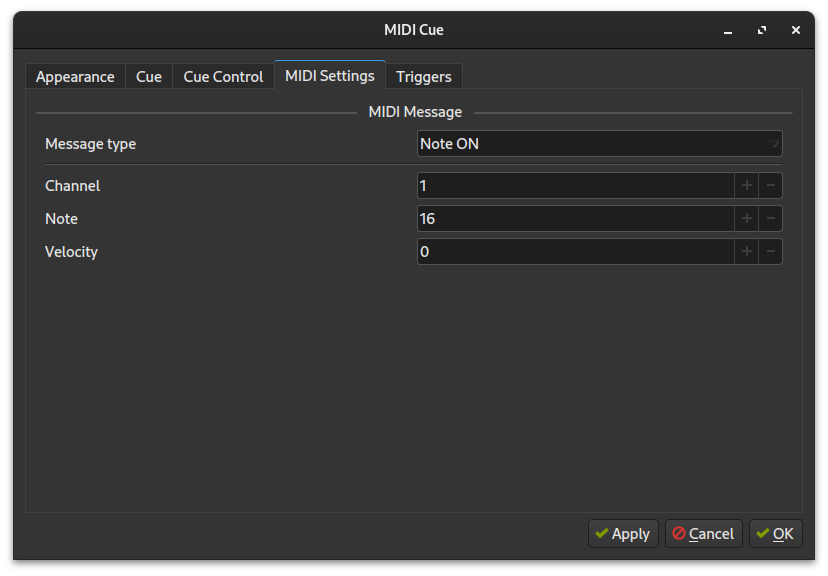 MIDI Cue
Appearance Cue Cue Control MIDI Settings Triggers
MIDI Message
Message type Note ON
Channel 1
Note 16
Velocity 0
Apply Cancel OK